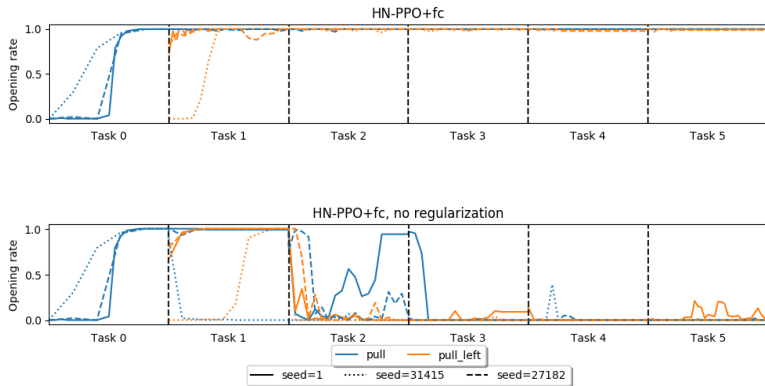 HN-PPO+fc
Opening rate
1.0
0.5
0.0
Task 0 Task 1 Task 2 Task 3 Task 4 Task 5
HN-PPO+fc, no regularization
Opening rate
1.0
0.5
0.0
Task 0 Task 1 Task 2 Task 3 Task 4 Task 5
pull pull_left
seed=1 seed=31415 seed=27182